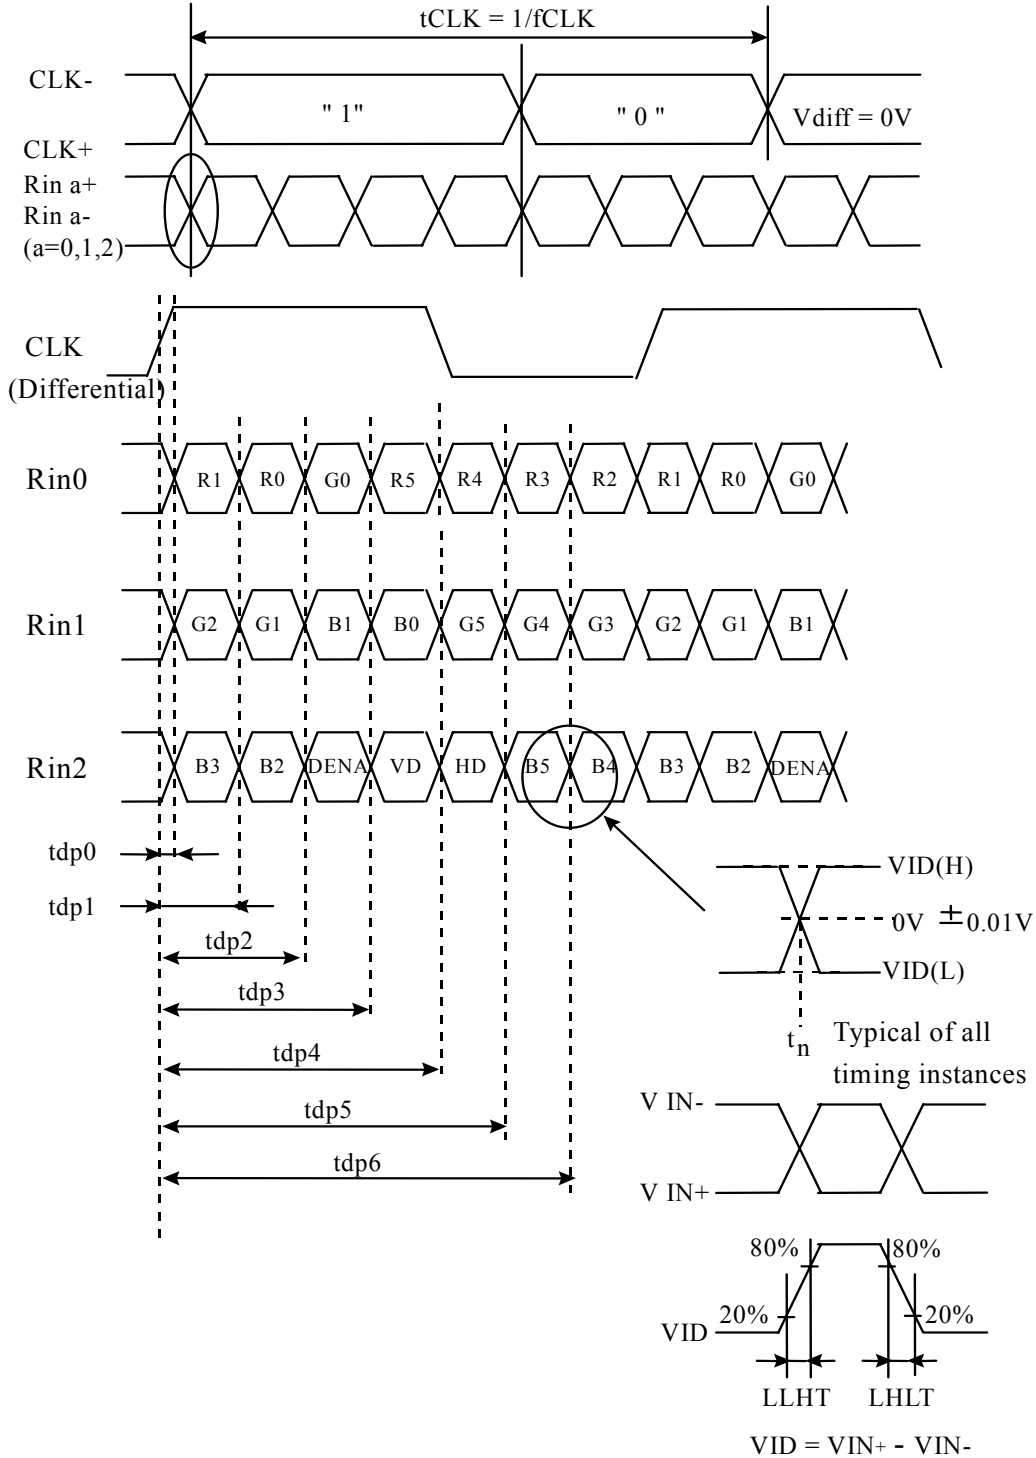 tCLK = 1/fCLK
CLK-
" 1"
" 0 "
Vdiff = 0V
CLK+
Rin a+
Rin a-
(a=0,1,2)
CLK
(Differential)
Rin0
R1 R0 G0 R5 R4 R3 R2 R1 R0 G0
Rin1
G2 G1 B1 B0 G5 G4 G3 G2 G1 B1
Rin2
B3 B2 DENA VD HD B5 B4 B3 B2 DENA
tdp0
tdp1
tdp2
tdp3
tdp4
tdp5
tdp6
VID(H)
0V ±0.01V
VID(L)
tn
Typical of all
timing instances
V IN-
V IN+
80% 80%
20% 20%
VID
LLHT LHLT
VID = VIN+ - VIN-